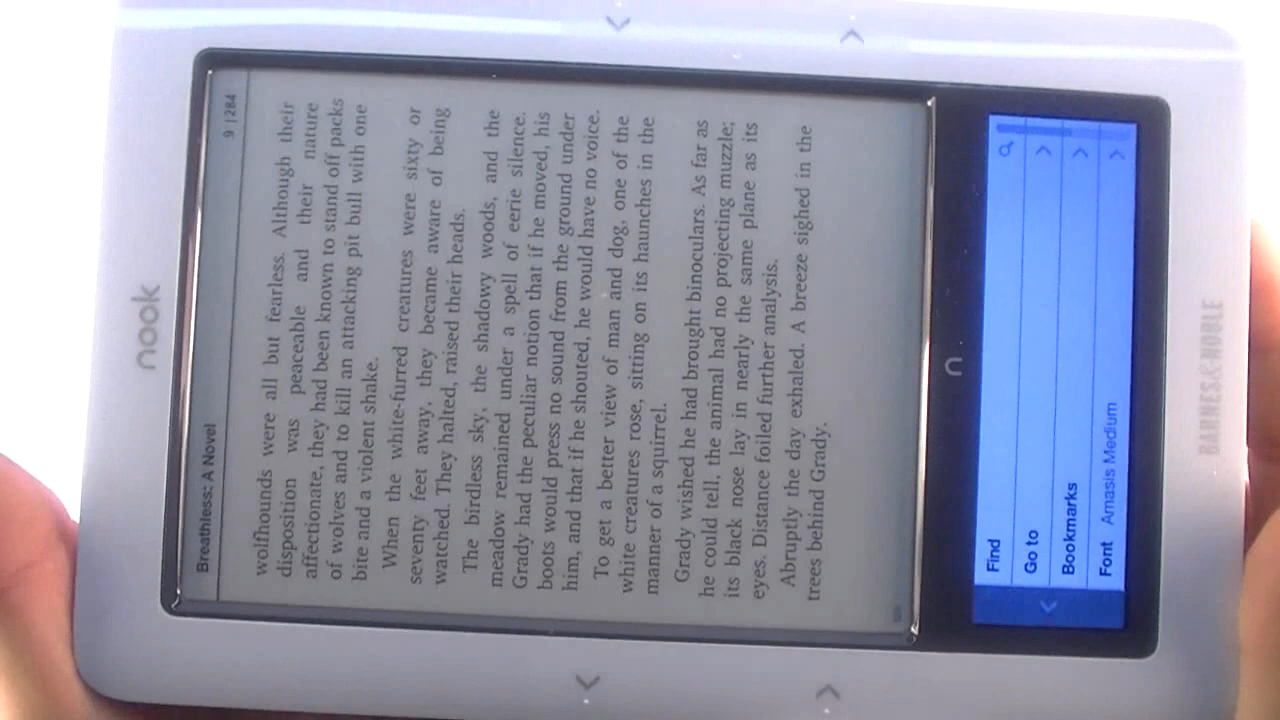 nook
Breathless: A Novel
9 | 284
wolfhounds were all but fearless. Although their
disposition was peaceable and their nature
affectionate, they had been known to stand off packs
of wolves and to kill an attacking pit bull with one
bite and a violent shake.
When the white-furred creatures were sixty or
seventy feet away, they became aware of being
watched. They halted, raised their heads.
The birdless sky, the shadowy woods, and the
meadow remained under a spell of eerie silence.
Grady had the peculiar notion that if he moved, his
boots would press no sound from the ground under
him, and that if he shouted, he would have no voice.
To get a better view of man and dog, one of the
white creatures rose, sitting on its haunches in the
manner of a squirrel.
Grady wished he had brought binoculars. As far as
he could tell, the animal had no projecting muzzle;
its black nose lay in nearly the same plane as its
eyes. Distance foiled further analysis.
Abruptly the day exhaled. A breeze sighed in the
trees behind Grady.
n
Find
Go to
Bookmarks
Font Amasis Medium
BARNES&NOBLE